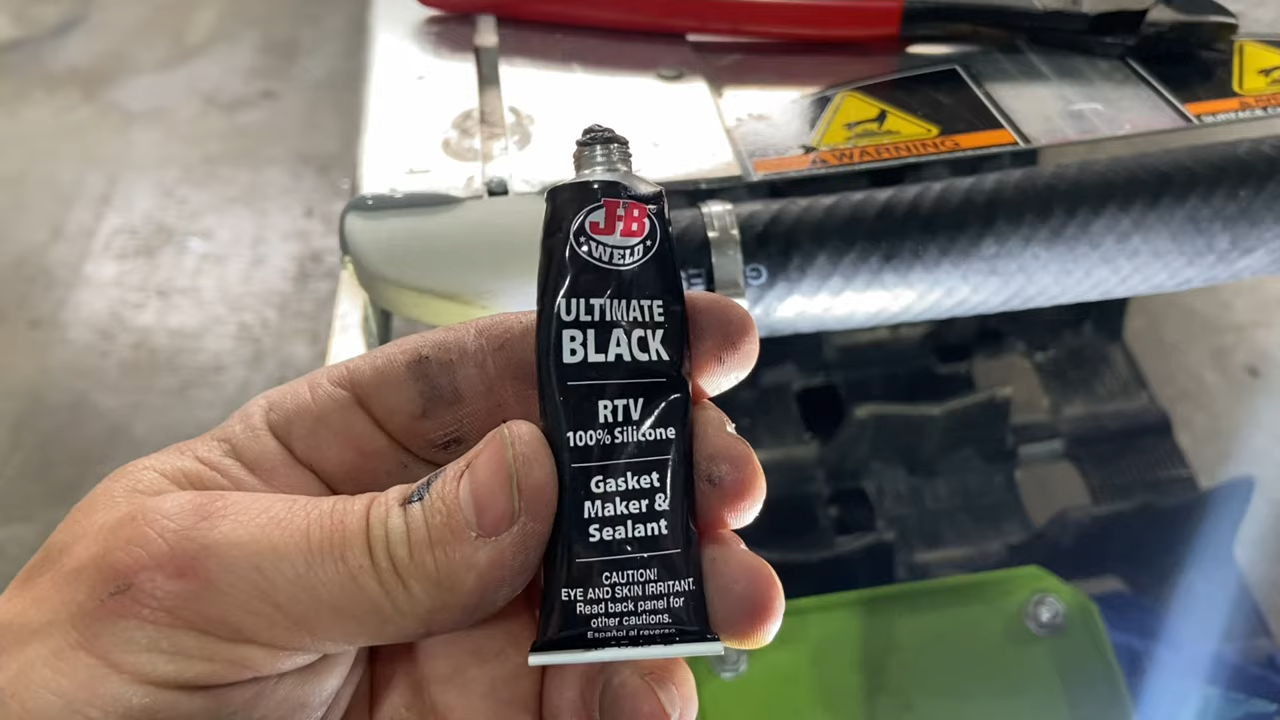 WARNING
J-B
WELD
ULTIMATE
BLACK
RTV
100% Silicone
Gasket
Maker &
Sealant
CAUTION!
EYE AND SKIN IRRITANT.
Read back panel for
other cautions.
Español al reverso.